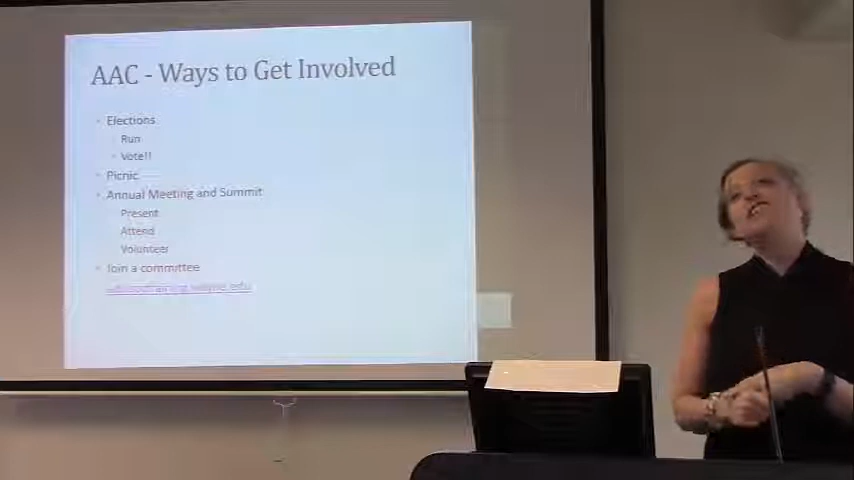 AAC - Ways to Get Involved
Elections
Run
Vote!!
Picnic
Annual Meeting and Summit
Present
Attend
Volunteer
Join a committee